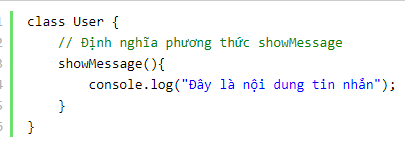 class User {
    // Định nghĩa phương thức showMessage
    showMessage(){
        console.log("Đây là nội dung tin nhắn");
    }
}